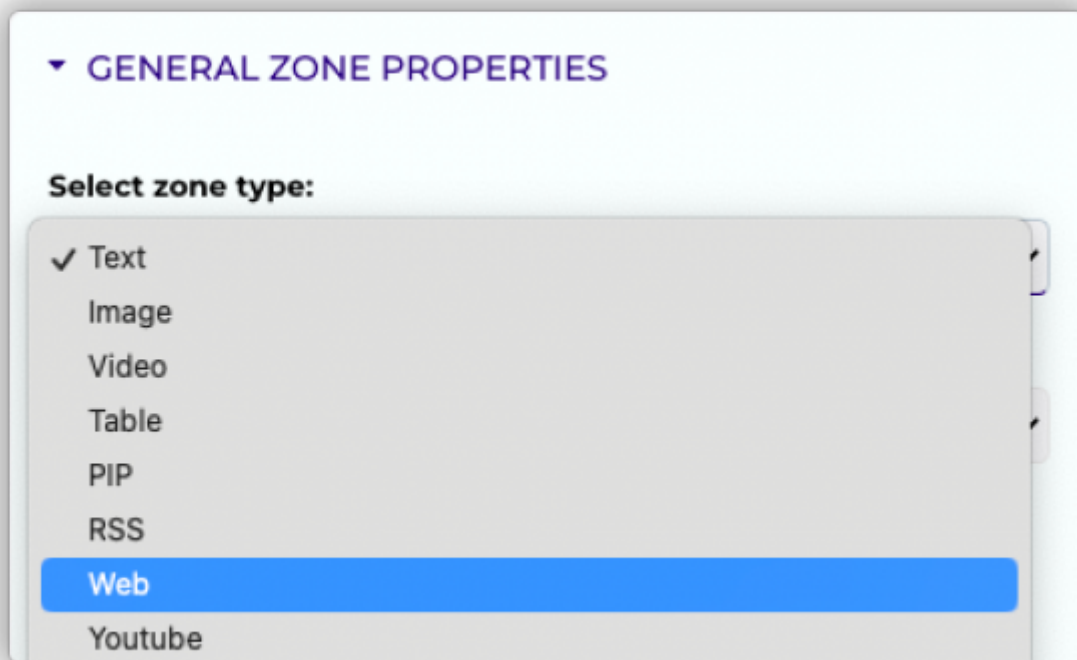 GENERAL ZONE PROPERTIES
Select zone type:
Text
Image
Video
Table
PIP
RSS
Web
Youtube